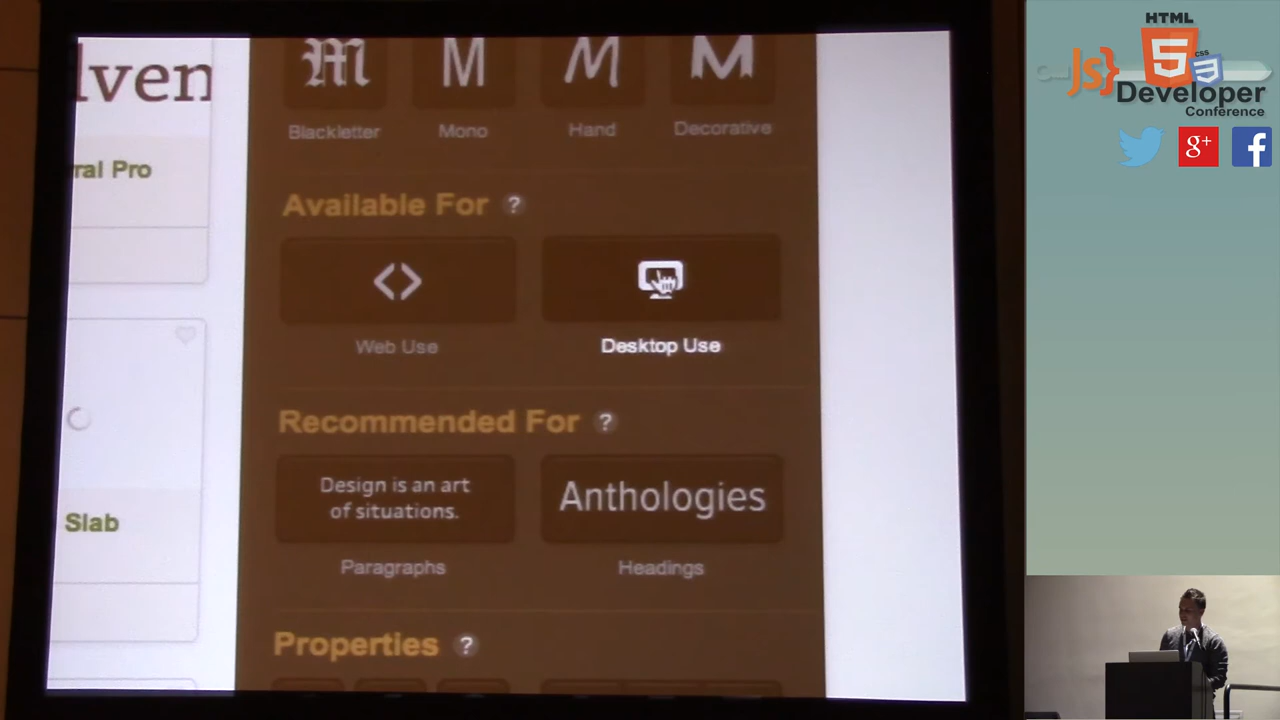 lven
ral Pro
Slab
M
M
M
M
Blackletter
Mono
Hand
Decorative
Available For ?
<>
Web Use
Desktop Use
Recommended For ?
Design is an art
of situations.
Anthologies
Paragraphs
Headings
Properties ?
HTML
JS} 5 CSS 3
Developer
Conference
g+ f